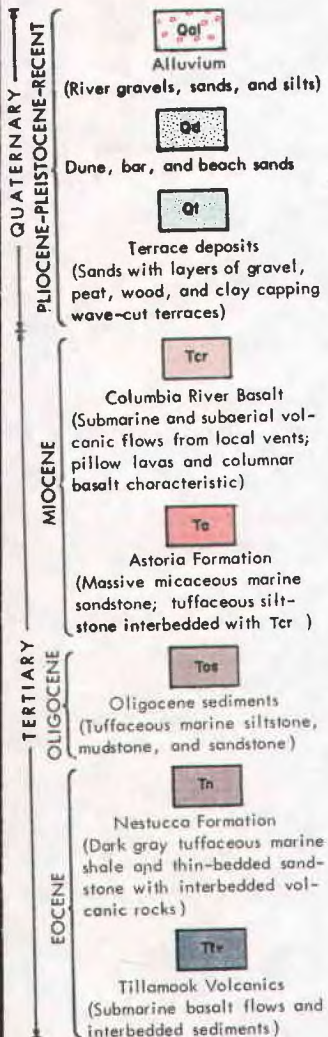 QUATERNARY
PLIOCENE-PLEISTOCENE-RECENT
Qal
Alluvium
(River gravels, sands, and silts)
Qd
Dune, bar, and beach sands
Qt
Terrace deposits
(Sands with layers of gravel,
peat, wood, and clay capping
wave-cut terraces)
TERTIARY
MIOCENE
Tcr
Columbia River Basalt
(Submarine and subaerial vol-
canic flows from local vents;
pillow lavas and columnar
basalt characteristic)
Ta
Astoria Formation
(Massive micaceous marine
sandstone; tuffaceous silt-
stone interbedded with Tcr )
OLIGOCENE
Tos
Oligocene sediments
(Tuffaceous marine siltstone,
mudstone, and sandstone)
EOCENE
Tn
Nestucca Formation
(Dark gray tuffaceous marine
shale and thin-bedded sand-
stone with interbedded vol-
canic rocks)
Ttv
Tillamook Volcanics
(Submarine basalt flows and
interbedded sediments)